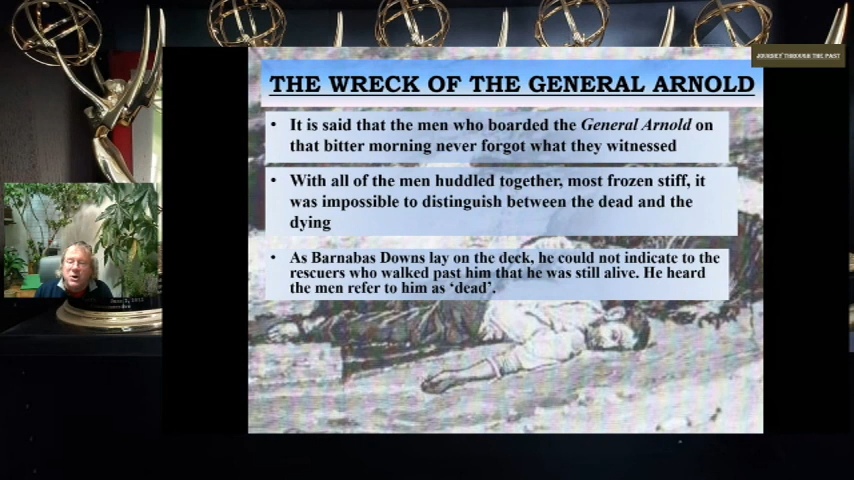 JOURNEY THROUGH THE PAST
THE WRECK OF THE GENERAL ARNOLD
• It is said that the men who boarded the General Arnold on
that bitter morning never forgot what they witnessed
• With all of the men huddled together, most frozen stiff, it
was impossible to distinguish between the dead and the
dying
• As Barnabas Downs lay on the deck, he could not indicate to the
rescuers who walked past him that he was still alive. He heard
the men refer to him as ‘dead’.